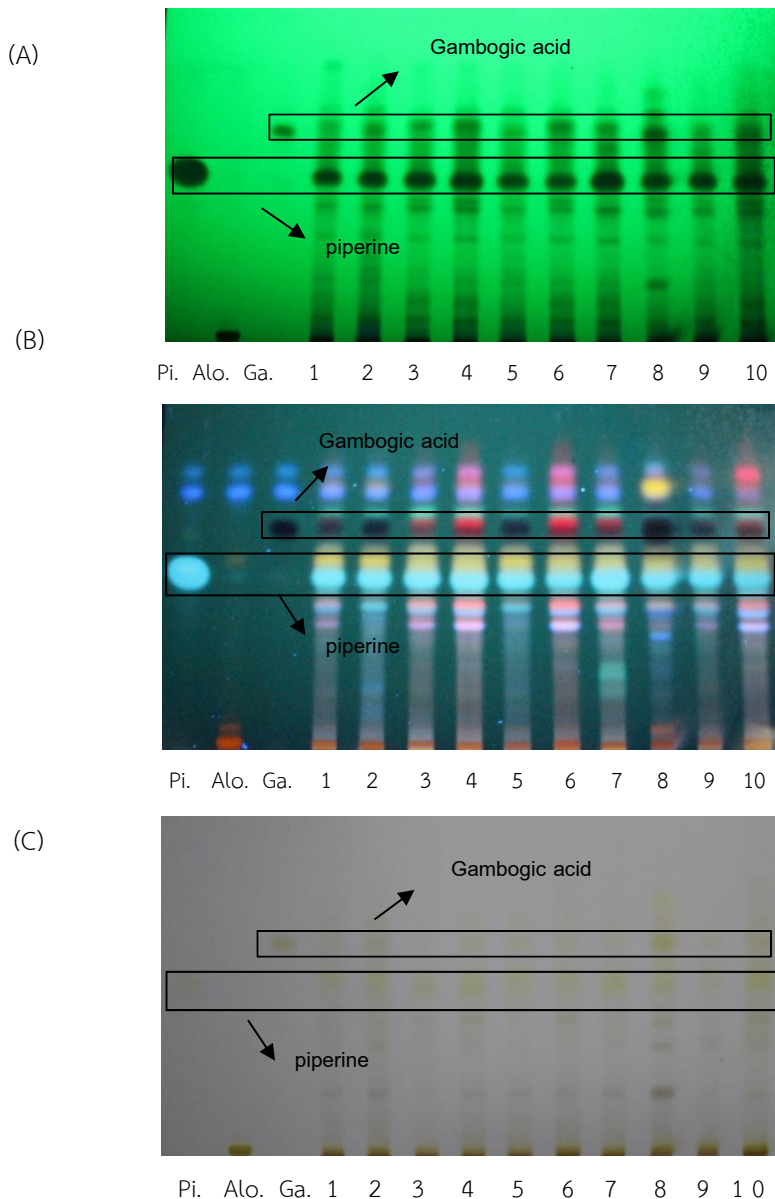 (A)
Gambogic acid
piperine
(B)
Pi. Alo. Ga. 1 2 3 4 5 6 7 8 9 10
Gambogic acid
piperine
Pi. Alo. Ga. 1 2 3 4 5 6 7 8 9 10
(C)
Gambogic acid
piperine
Pi. Alo. Ga. 1 2 3 4 5 6 7 8 9 1 0